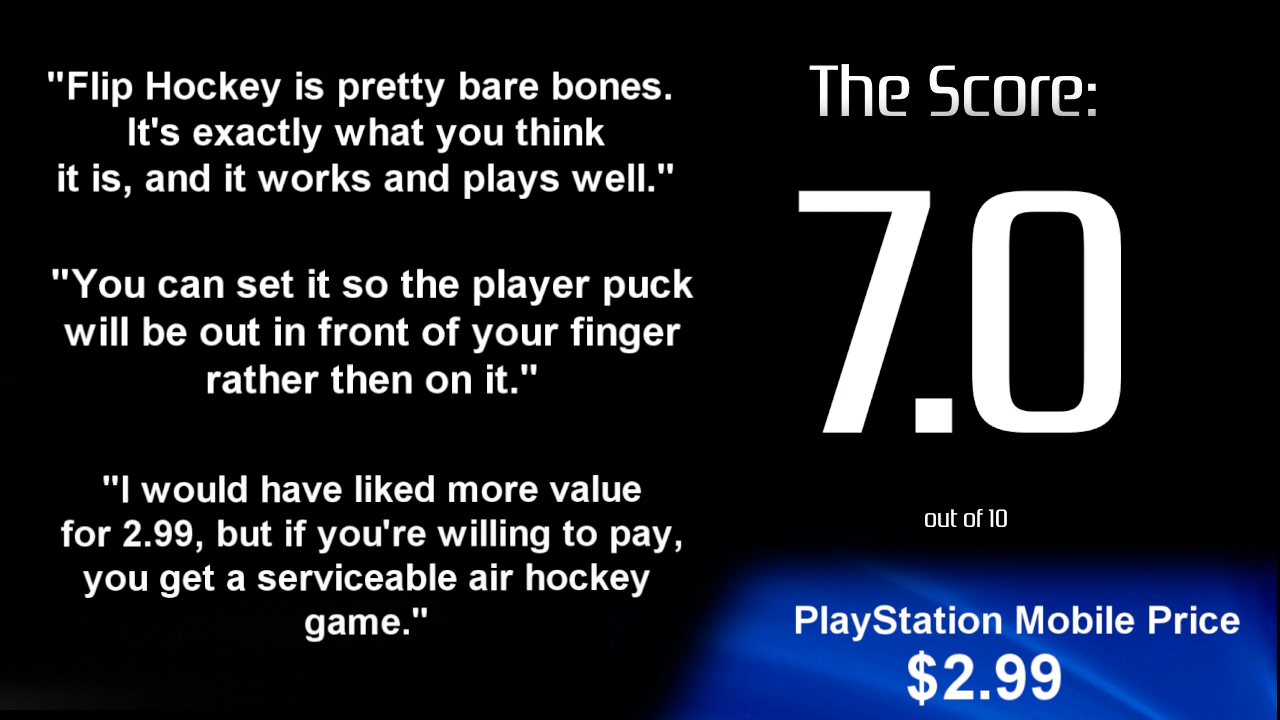 "Flip Hockey is pretty bare bones.
It's exactly what you think
it is, and it works and plays well."
"You can set it so the player puck
will be out in front of your finger
rather then on it."
"I would have liked more value
for 2.99, but if you're willing to pay,
you get a serviceable air hockey
game."
The Score:
7.0
out of 10
PlayStation Mobile Price
$2.99